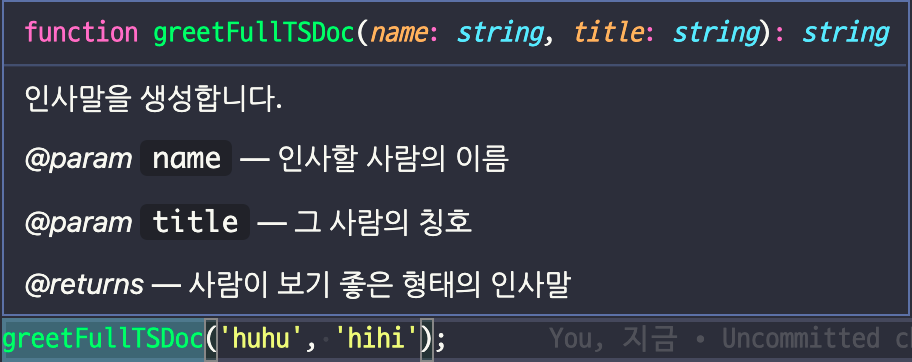 function greetFullTSDoc(name: string, title: string): string
인사말을 생성합니다.
@param name — 인사할 사람의 이름
@param title — 그 사람의 칭호
@returns — 사람이 보기 좋은 형태의 인사말
greetFullTSDoc('huhu', 'hihi'); You, 지금 • Uncommitted